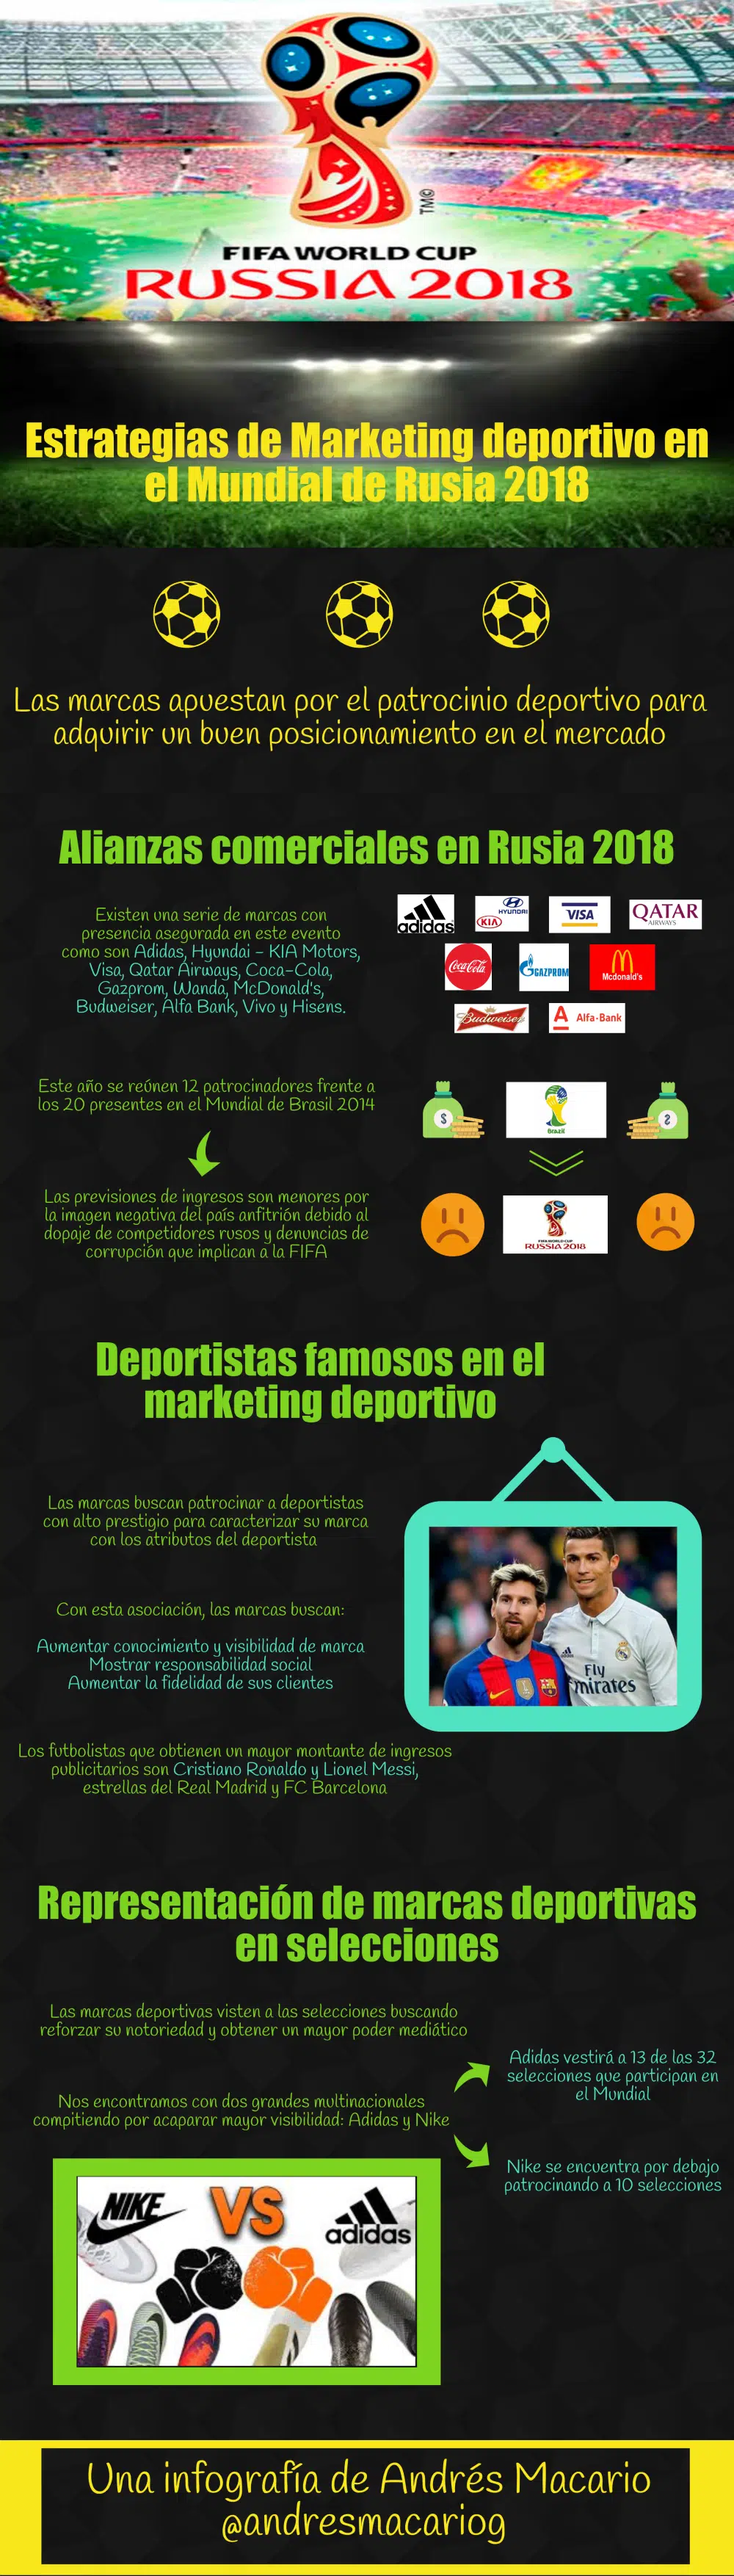 TM©
FIFA WORLD CUP
RUSSIA 2018
Estrategias de Marketing deportivo en
el Mundial de Rusia 2018
Las marcas apuestan por el patrocinio deportivo para
adquirir un buen posicionamiento en el mercado
Alianzas comerciales en Rusia 2018
Existen una serie de marcas con
presencia asegurada en este evento
como son Adidas, Hyundai - KIA Motors,
Visa, Qatar Airways, Coca-Cola,
Gazprom, Wanda, McDonald's,
Budweiser, Alfa Bank, Vivo y Hisens.
adidas
HYUNDAI
KIA
VISA
QATAR
AIRWAYS
Coca-Cola
GAZPROM
McDonald's
Budweiser
Alfa-Bank
Este año se reúnen 12 patrocinadores frente a
los 20 presentes en el Mundial de Brasil 2014
$
BRAZIL
$
Las previsiones de ingresos son menores por
la imagen negativa del país anfitrión debido al
dopaje de competidores rusos y denuncias de
corrupción que implican a la FIFA
FIFA WORLD CUP
RUSSIA 2018
Deportistas famosos en el
marketing deportivo
Las marcas buscan patrocinar a deportistas
con alto prestigio para caracterizar su marca
con los atributos del deportista
Con esta asociación, las marcas buscan:
Aumentar conocimiento y visibilidad de marca
Mostrar responsabilidad social
Aumentar la fidelidad de sus clientes
Fly
Emirates
Los futbolistas que obtienen un mayor montante de ingresos
publicitarios son Cristiano Ronaldo y Lionel Messi,
estrellas del Real Madrid y FC Barcelona
Representación de marcas deportivas
en selecciones
Las marcas deportivas visten a las selecciones buscando
reforzar su notoriedad y obtener un mayor poder mediático
Nos encontramos con dos grandes multinacionales
compitiendo por acaparar mayor visibilidad: Adidas y Nike
Adidas vestirá a 13 de las 32
selecciones que participan en
el Mundial
Nike se encuentra por debajo
patrocinando a 10 selecciones
NIKE
VS
adidas
Una infografía de Andrés Macario
@andresmacariog